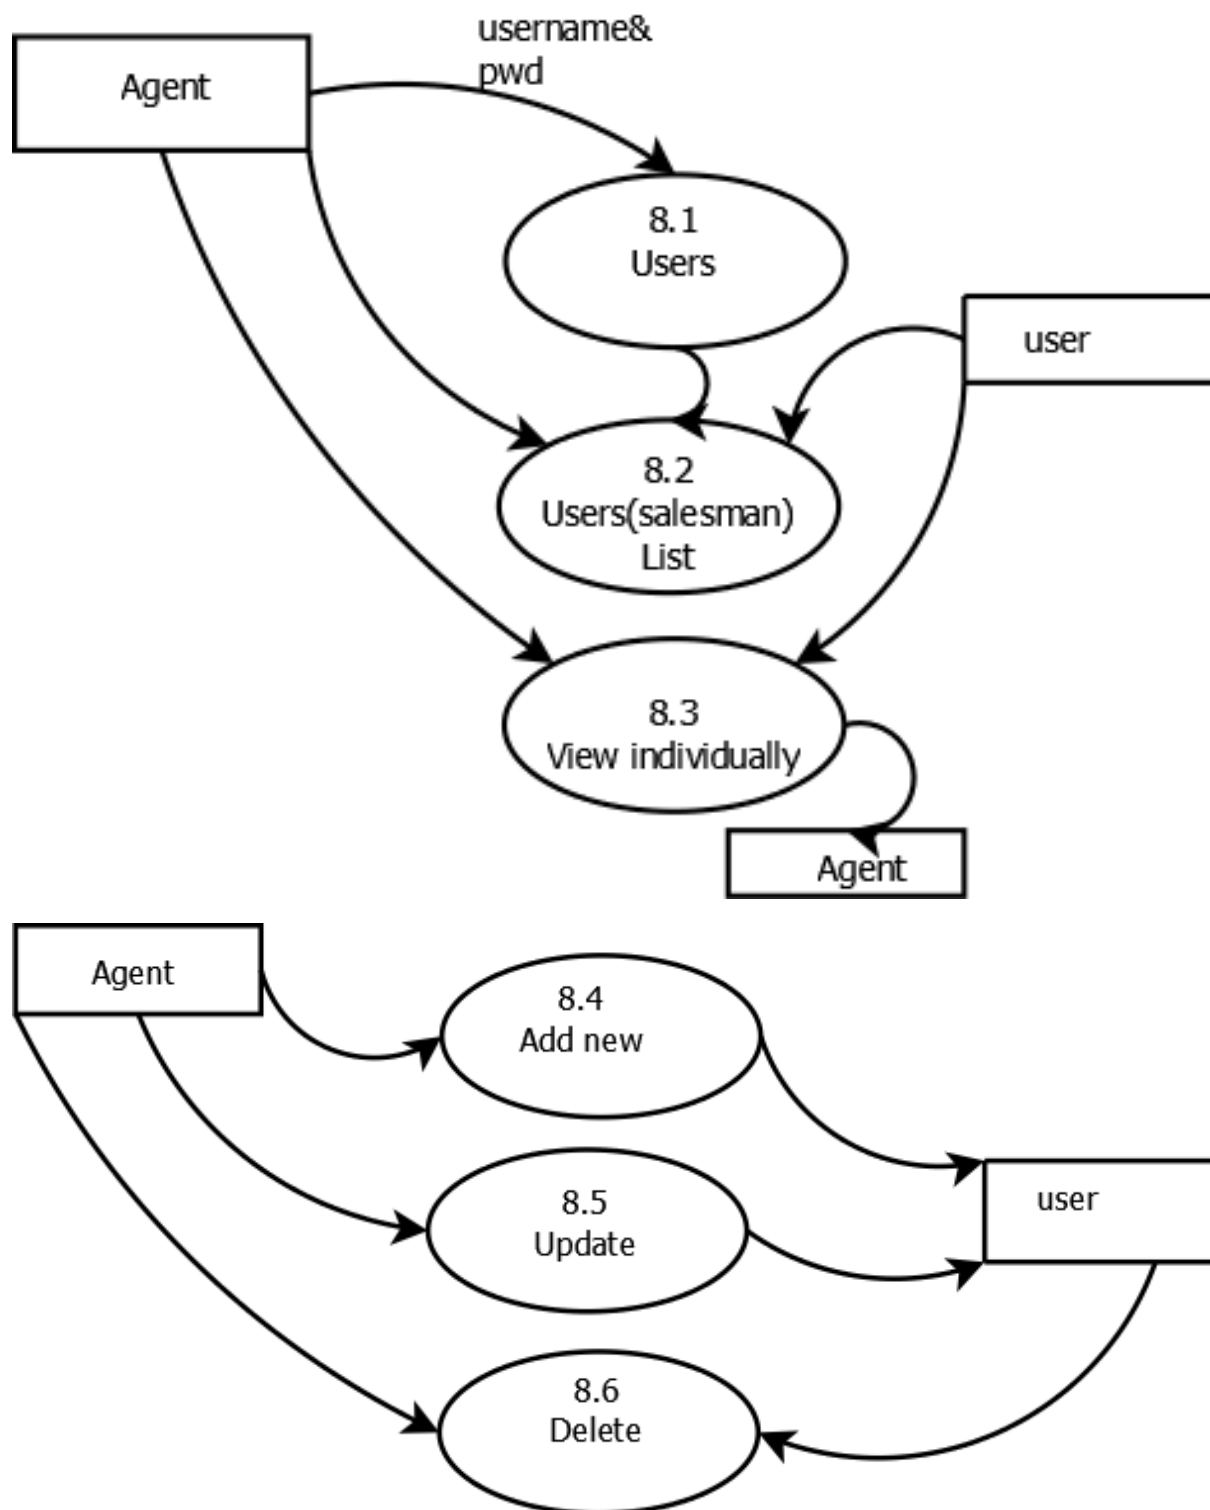 username&
pwd
Agent
8.1
Users
user
8.2
Users(salesman)
List
8.3
View individually
Agent
Agent
8.4
Add new
user
8.5
Update
8.6
Delete